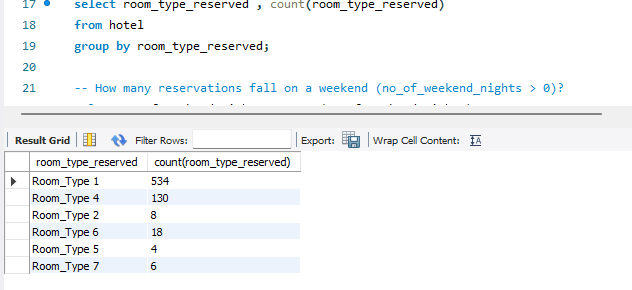 17 select room_type_reserved , count(room_type_reserved)
18 from hotel
19 group by room_type_reserved;
20
21 -- How many reservations fall on a weekend (no_of_weekend_nights > 0)?
Result Grid Filter Rows: Export: Wrap Cell Content: IA
room_type_reserved count(room_type_reserved)
Room_Type 1 534
Room_Type 4 130
Room_Type 2 8
Room_Type 6 18
Room_Type 5 4
Room_Type 7 6